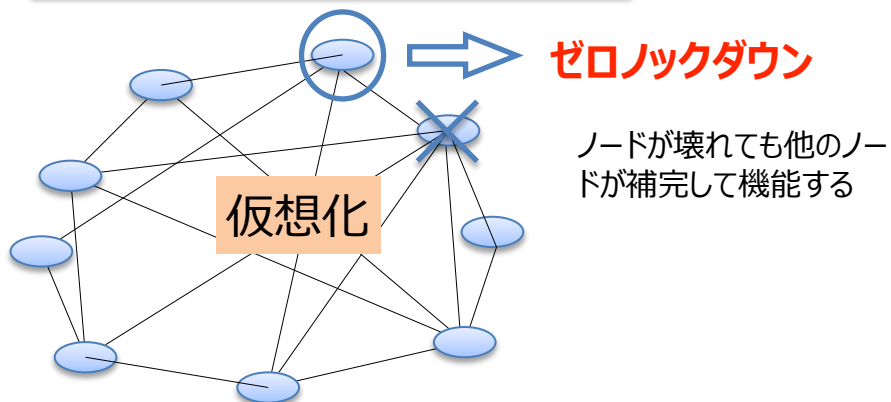 ゼロノックダウン
ノードが壊れても他のノー
ドが補完して機能する
仮想化